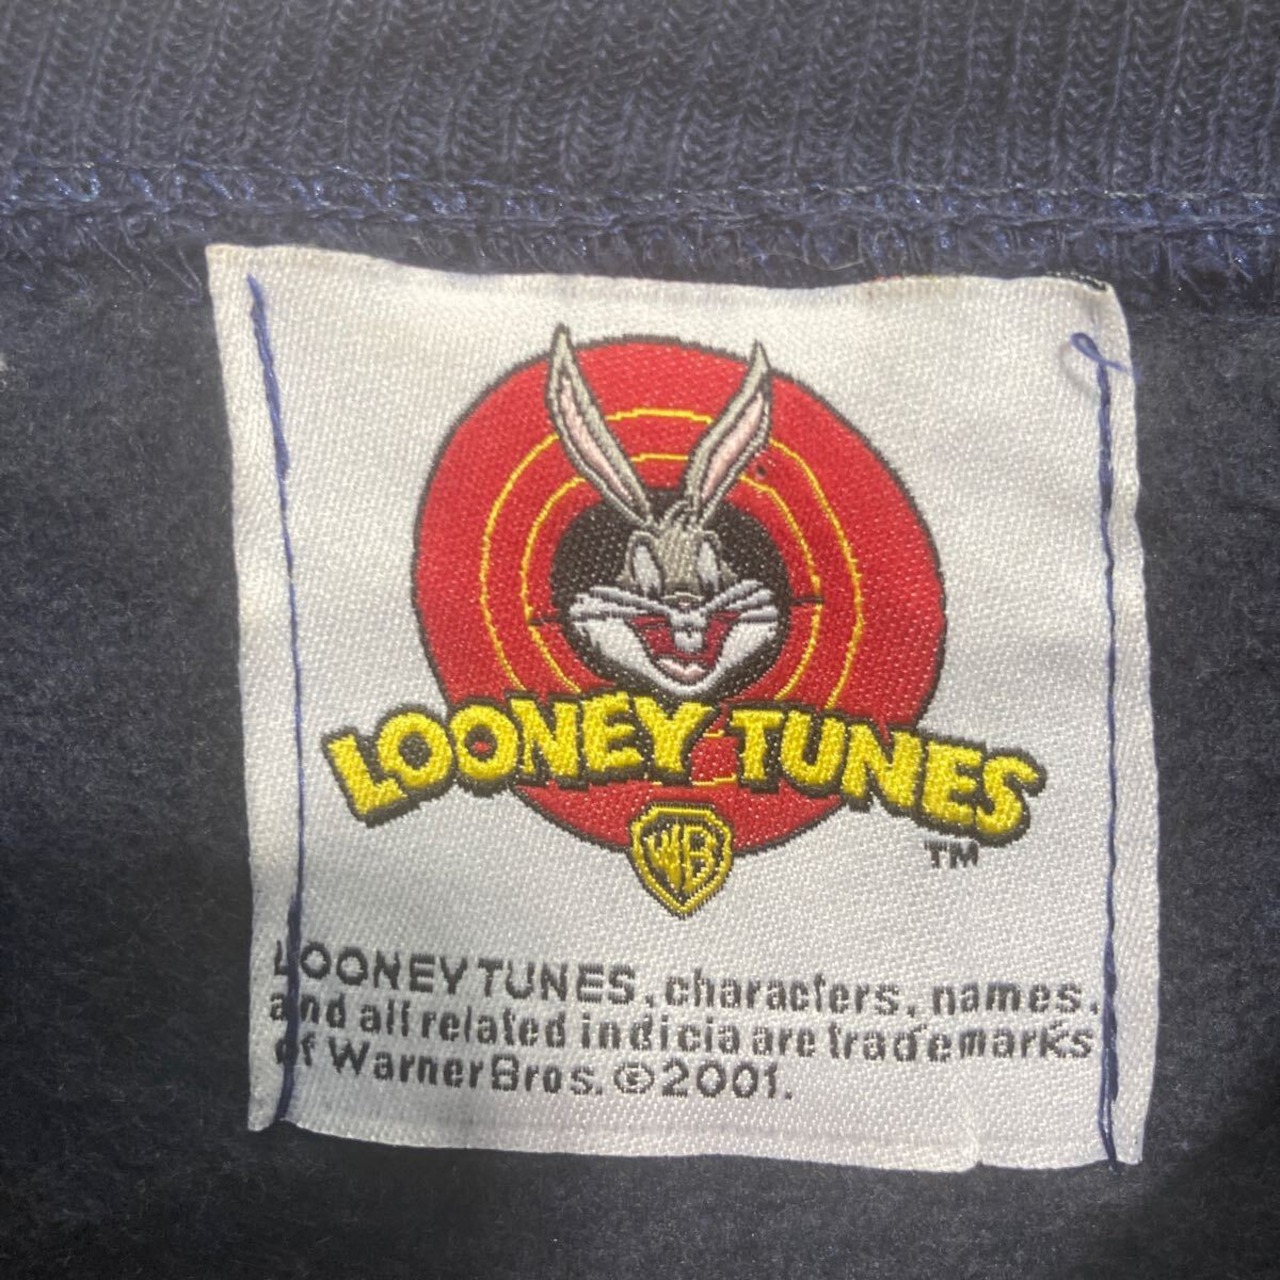 LOONEY TUNES
WB
TM
LOONEY TUNES, characters, names,
and all related indicia are trademarks
of Warner Bros. ©2001.